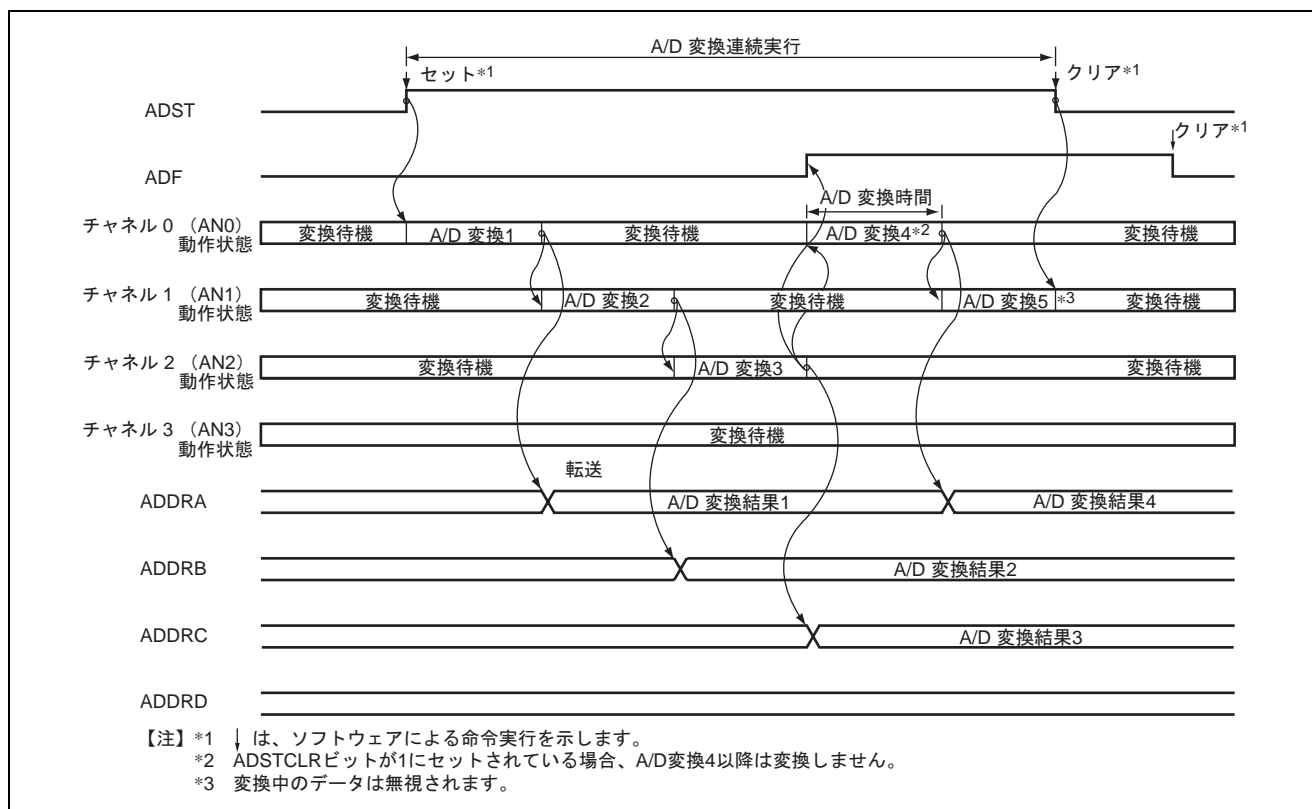 A/D 変換連続実行
セット*1
クリア*1
ADST
クリア*1
ADF
A/D 変換時間
チャネル 0 （AN0）
動作状態
変換待機
A/D 変換1
変換待機
A/D 変換4*2
変換待機
チャネル 1 （AN1）
動作状態
変換待機
A/D 変換2
変換待機
A/D 変換5
*3
変換待機
チャネル 2 （AN2）
動作状態
変換待機
A/D 変換3
変換待機
チャネル 3 （AN3）
動作状態
変換待機
転送
ADDRA
A/D 変換結果1
A/D 変換結果4
ADDRB
A/D 変換結果2
ADDRC
A/D 変換結果3
ADDRD
【注】*1 ↓ は、ソフトウェアによる命令実行を示します。
*2 ADSTCLRビットが1にセットされている場合、A/D変換4以降は変換しません。
*3 変換中のデータは無視されます。